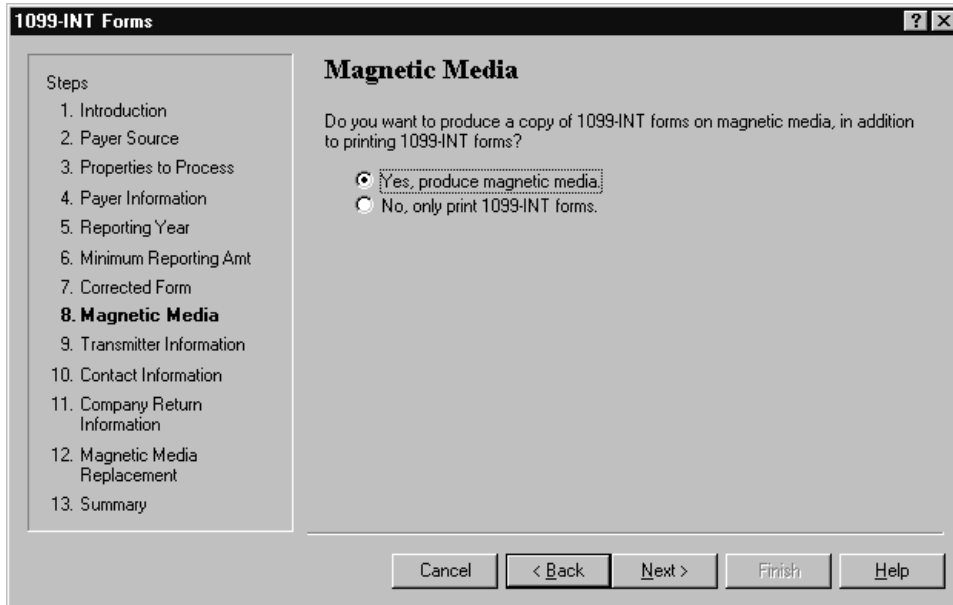 1099-INT Forms
Steps
1. Introduction
2. Payer Source
3. Properties to Process
4. Payer Information
5. Reporting Year
6. Minimum Reporting Amt
7. Corrected Form
8. Magnetic Media
9. Transmitter Information
10. Contact Information
11. Company Return
Information
12. Magnetic Media
Replacement
13. Summary
Magnetic Media
Do you want to produce a copy of 1099-INT forms on magnetic media, in addition
to printing 1099-INT forms?
Yes, produce magnetic media.
No, only print 1099-INT forms.
Cancel
< Back
Next >
Finish
Help